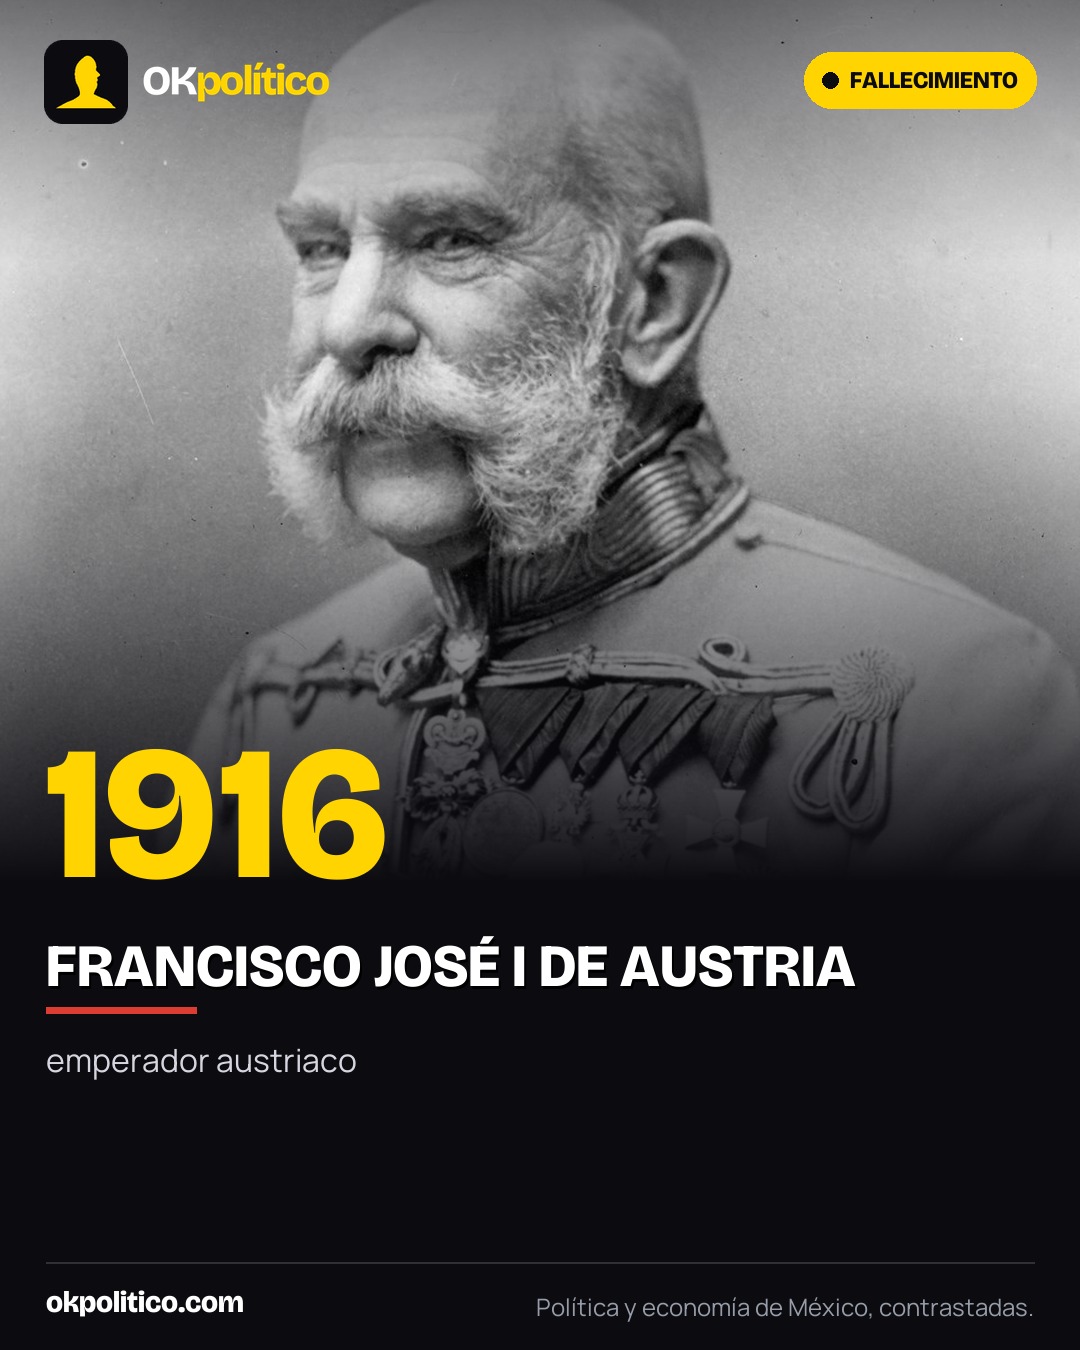 OKpolítico
FALLECIMIENTO
1916
FRANCISCO JOSÉ I DE AUSTRIA
emperador austriaco
okpolitico.com
Política y economía de México, contrastadas.